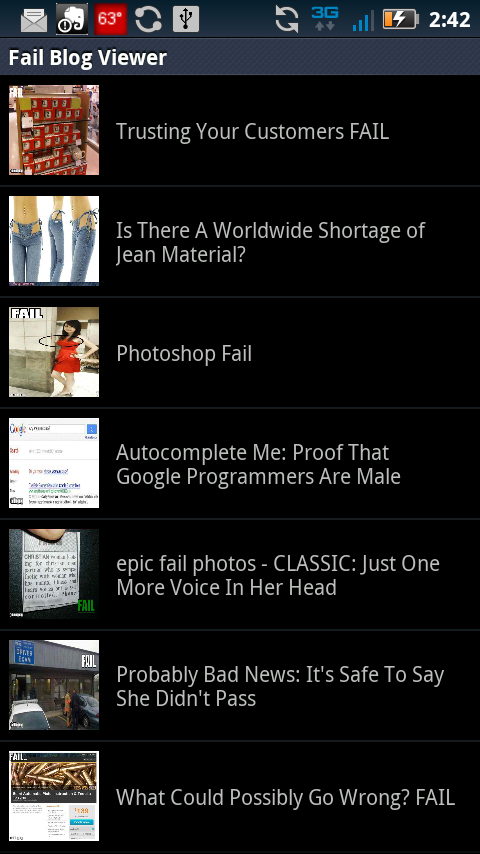 63°
3G
2:42
Fail Blog Viewer
FAIL
Trusting Your Customers FAIL
Is There A Worldwide Shortage of
Jean Material?
FAIL
Photoshop Fail
Google
Autocomplete Me: Proof That
Google Programmers Are Male
CHRISTIAN
FAIL
epic fail photos - CLASSIC: Just One
More Voice In Her Head
FAIL
Probably Bad News: It's Safe To Say
She Didn't Pass
FAIL
What Could Possibly Go Wrong? FAIL